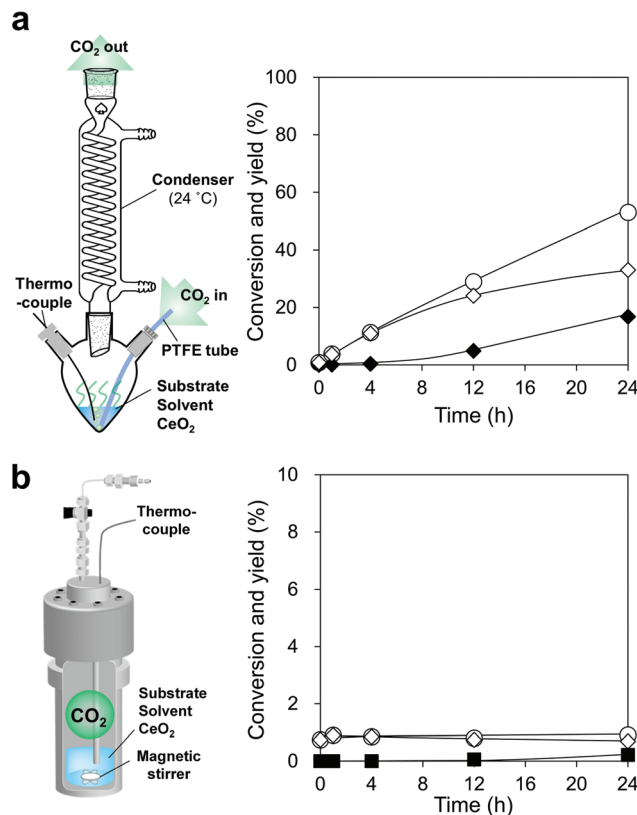 a
CO2 out
Condenser
(24 ˚C)
Thermo
-couple
CO2 in
PTFE tube
Substrate
Solvent
CeO2
Conversion and yield (%)
100
80
60
40
20
0
0 4 8 12 16 20 24
Time (h)
b
Thermo-
couple
CO2
Substrate
Solvent
CeO2
Magnetic
stirrer
Conversion and yield (%)
10
8
6
4
2
0
0 4 8 12 16 20 24
Time (h)